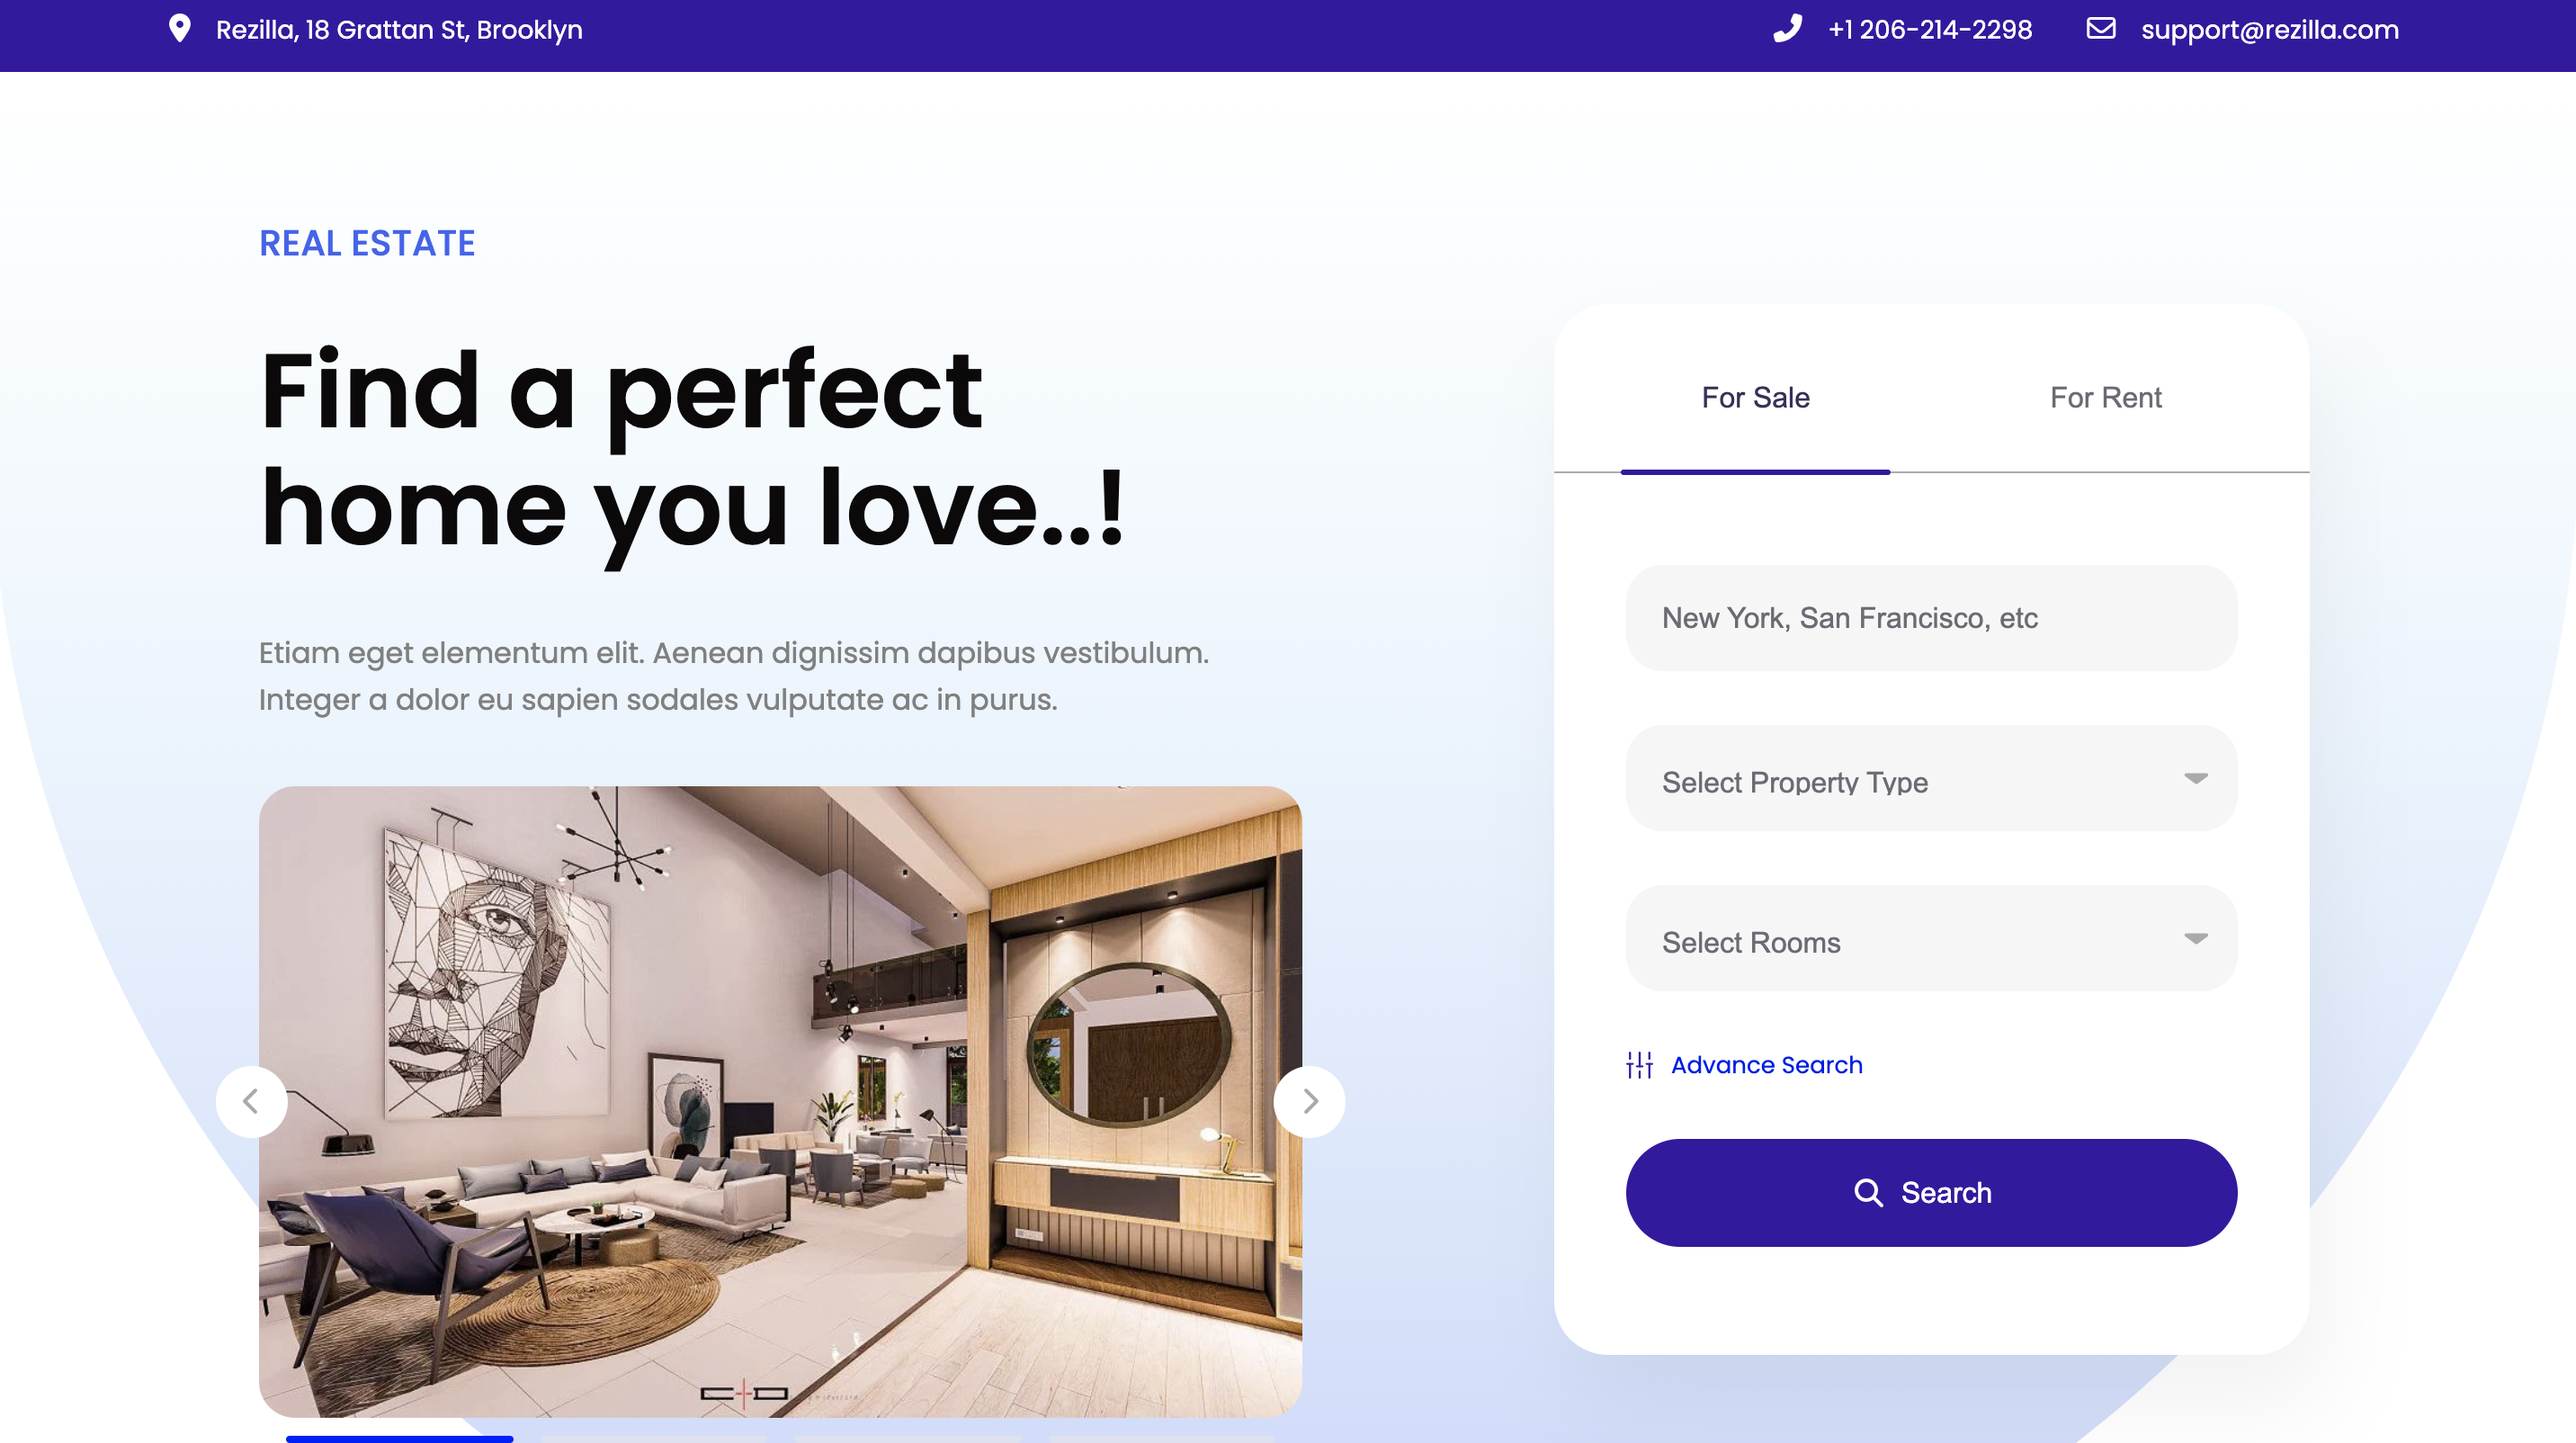 Rezilla, 18 Grattan St, Brooklyn
+1 206-214-2298
support@rezilla.com
REAL ESTATE
Find a perfect
home you love..!
Etiam eget elementum elit. Aenean dignissim dapibus vestibulum.
Integer a dolor eu sapien sodales vulputate ac in purus.
For Sale
For Rent
New York, San Francisco, etc
Select Property Type
Select Rooms
Advance Search
Search